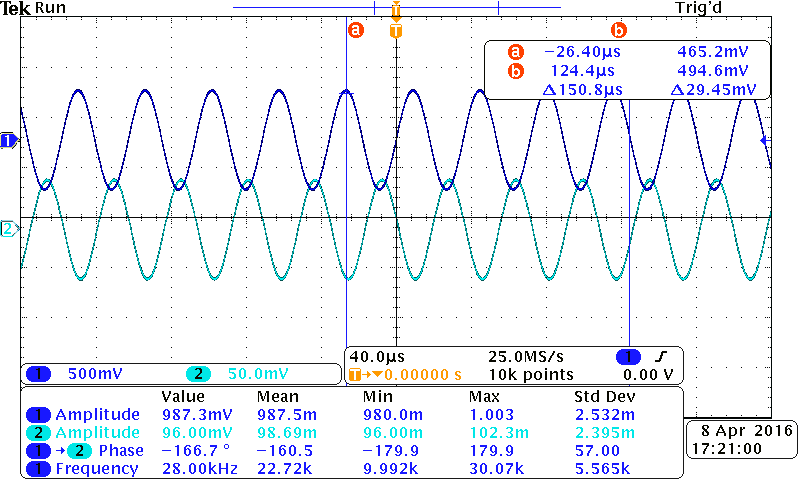 Tek Run Trig'd
a b
T
a −26.40µs 465.2mV
b 124.4µs 494.6mV
Δ150.8µs Δ29.45mV
1
2
1 500mV 2 50.0mV
40.0µs 25.0MS/s 1
T→▼0.00000 s 10k points 0.00 V
Value Mean Min Max Std Dev
1 Amplitude 987.3mV 987.5m 980.0m 1.003 2.532m
2 Amplitude 96.00mV 98.69m 96.00m 102.3m 2.395m
1 → 2 Phase −166.7 ° −160.5 −179.9 179.9 57.00
1 Frequency 28.00kHz 22.72k 9.992k 30.07k 5.565k
8 Apr 2016
17:21:00